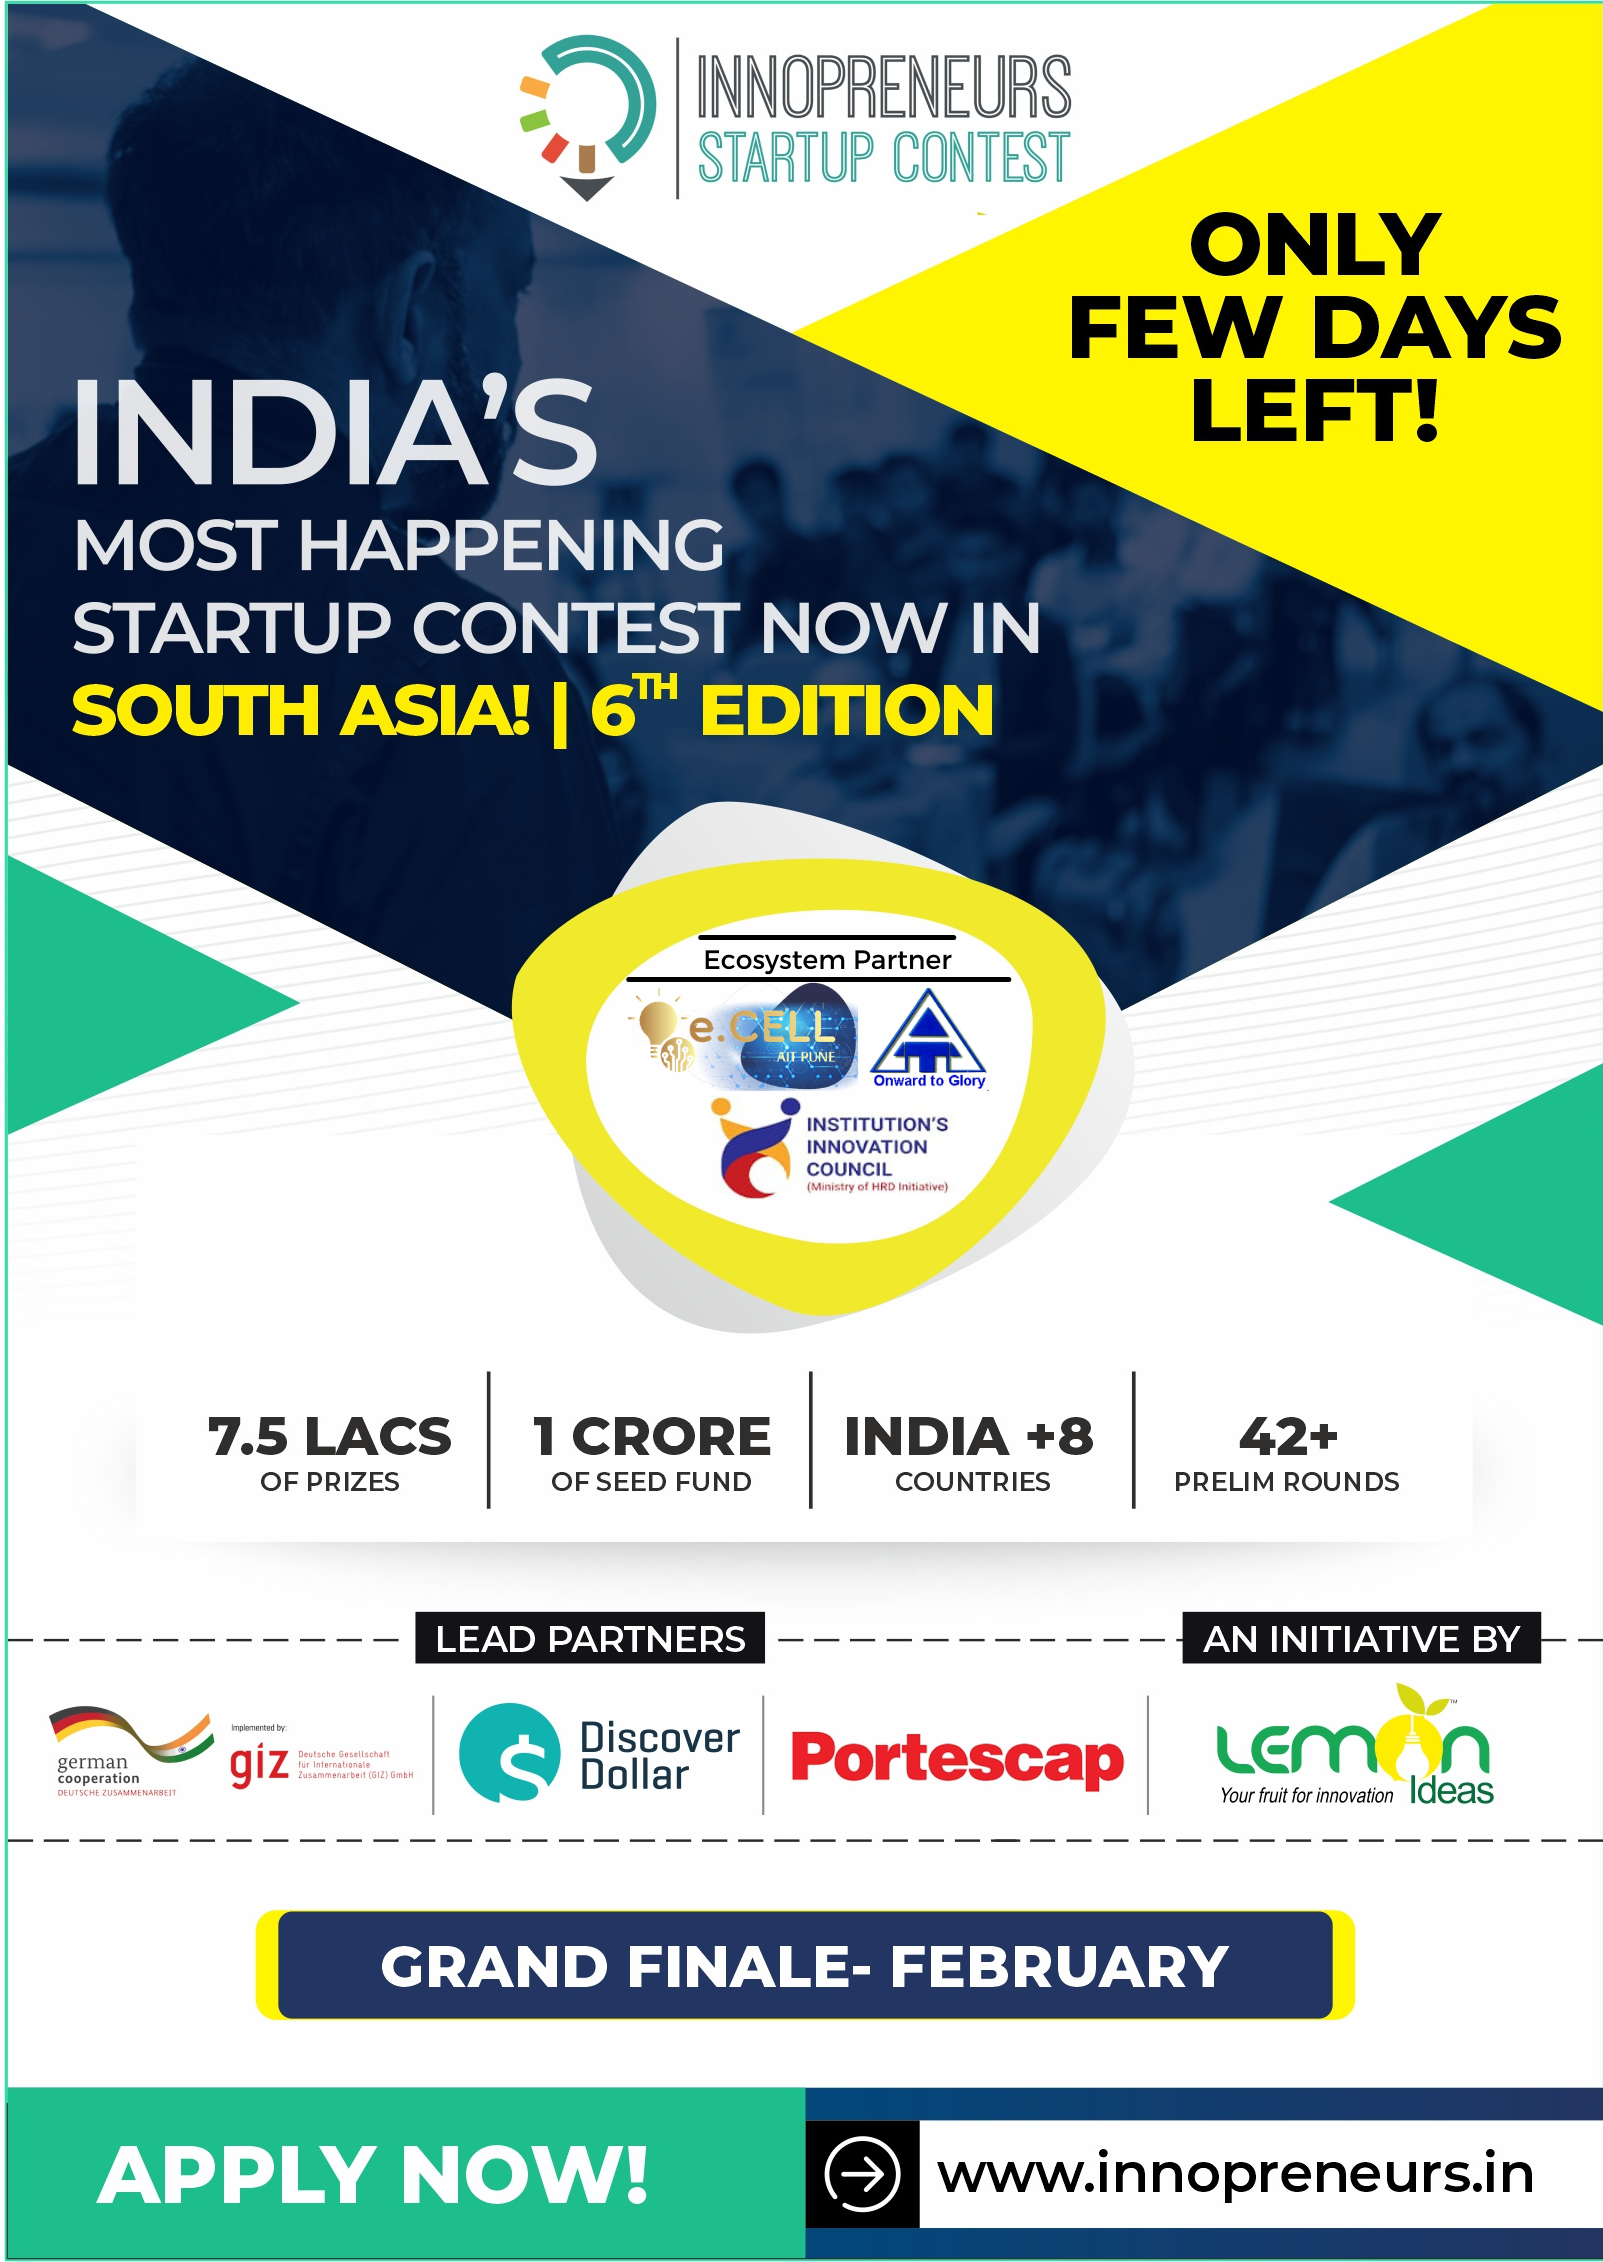 INNOPRENEURS
STARTUP CONTEST
ONLY
FEW DAYS
LEFT!
INDIA'S
MOST HAPPENING
STARTUP CONTEST NOW IN
SOUTH ASIA! | 6TH EDITION
Ecosystem Partner
e.CELL
AIT PUNE
AIT
Onward to Glory
INSTITUTION'S
INNOVATION
COUNCIL
(Ministry of HRD Initiative)
7.5 LACS
OF PRIZES
1 CRORE
OF SEED FUND
INDIA +8
COUNTRIES
42+
PRELIM ROUNDS
LEAD PARTNERS
AN INITIATIVE BY
german
cooperation
DEUTSCHE ZUSAMMENARBEIT
Implemented by:
giz
Deutsche Gesellschaft
für Internationale
Zusammenarbeit (GIZ) GmbH
Discover
Dollar
Portescap
LEMON
TM
Ideas
Your fruit for innovation
GRAND FINALE- FEBRUARY
APPLY NOW!
www.innopreneurs.in